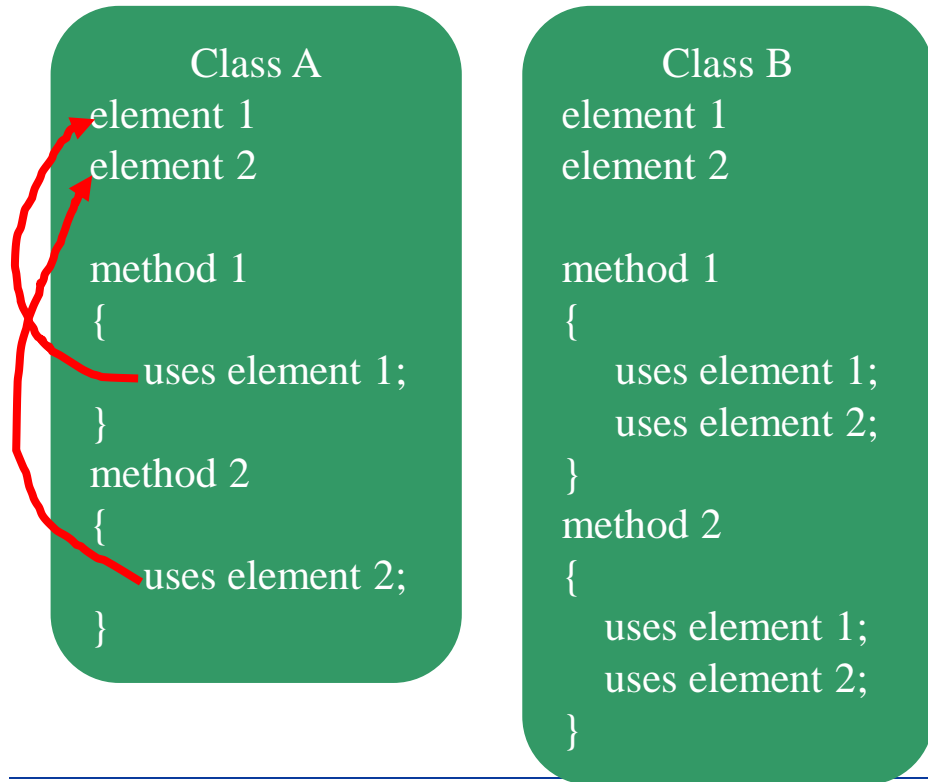 Class A
element 1
element 2
method 1
{
uses element 1;
}
method 2
{
uses element 2;
}
Class B
element 1
element 2
method 1
{
uses element 1;
uses element 2;
}
method 2
{
uses element 1;
uses element 2;
}